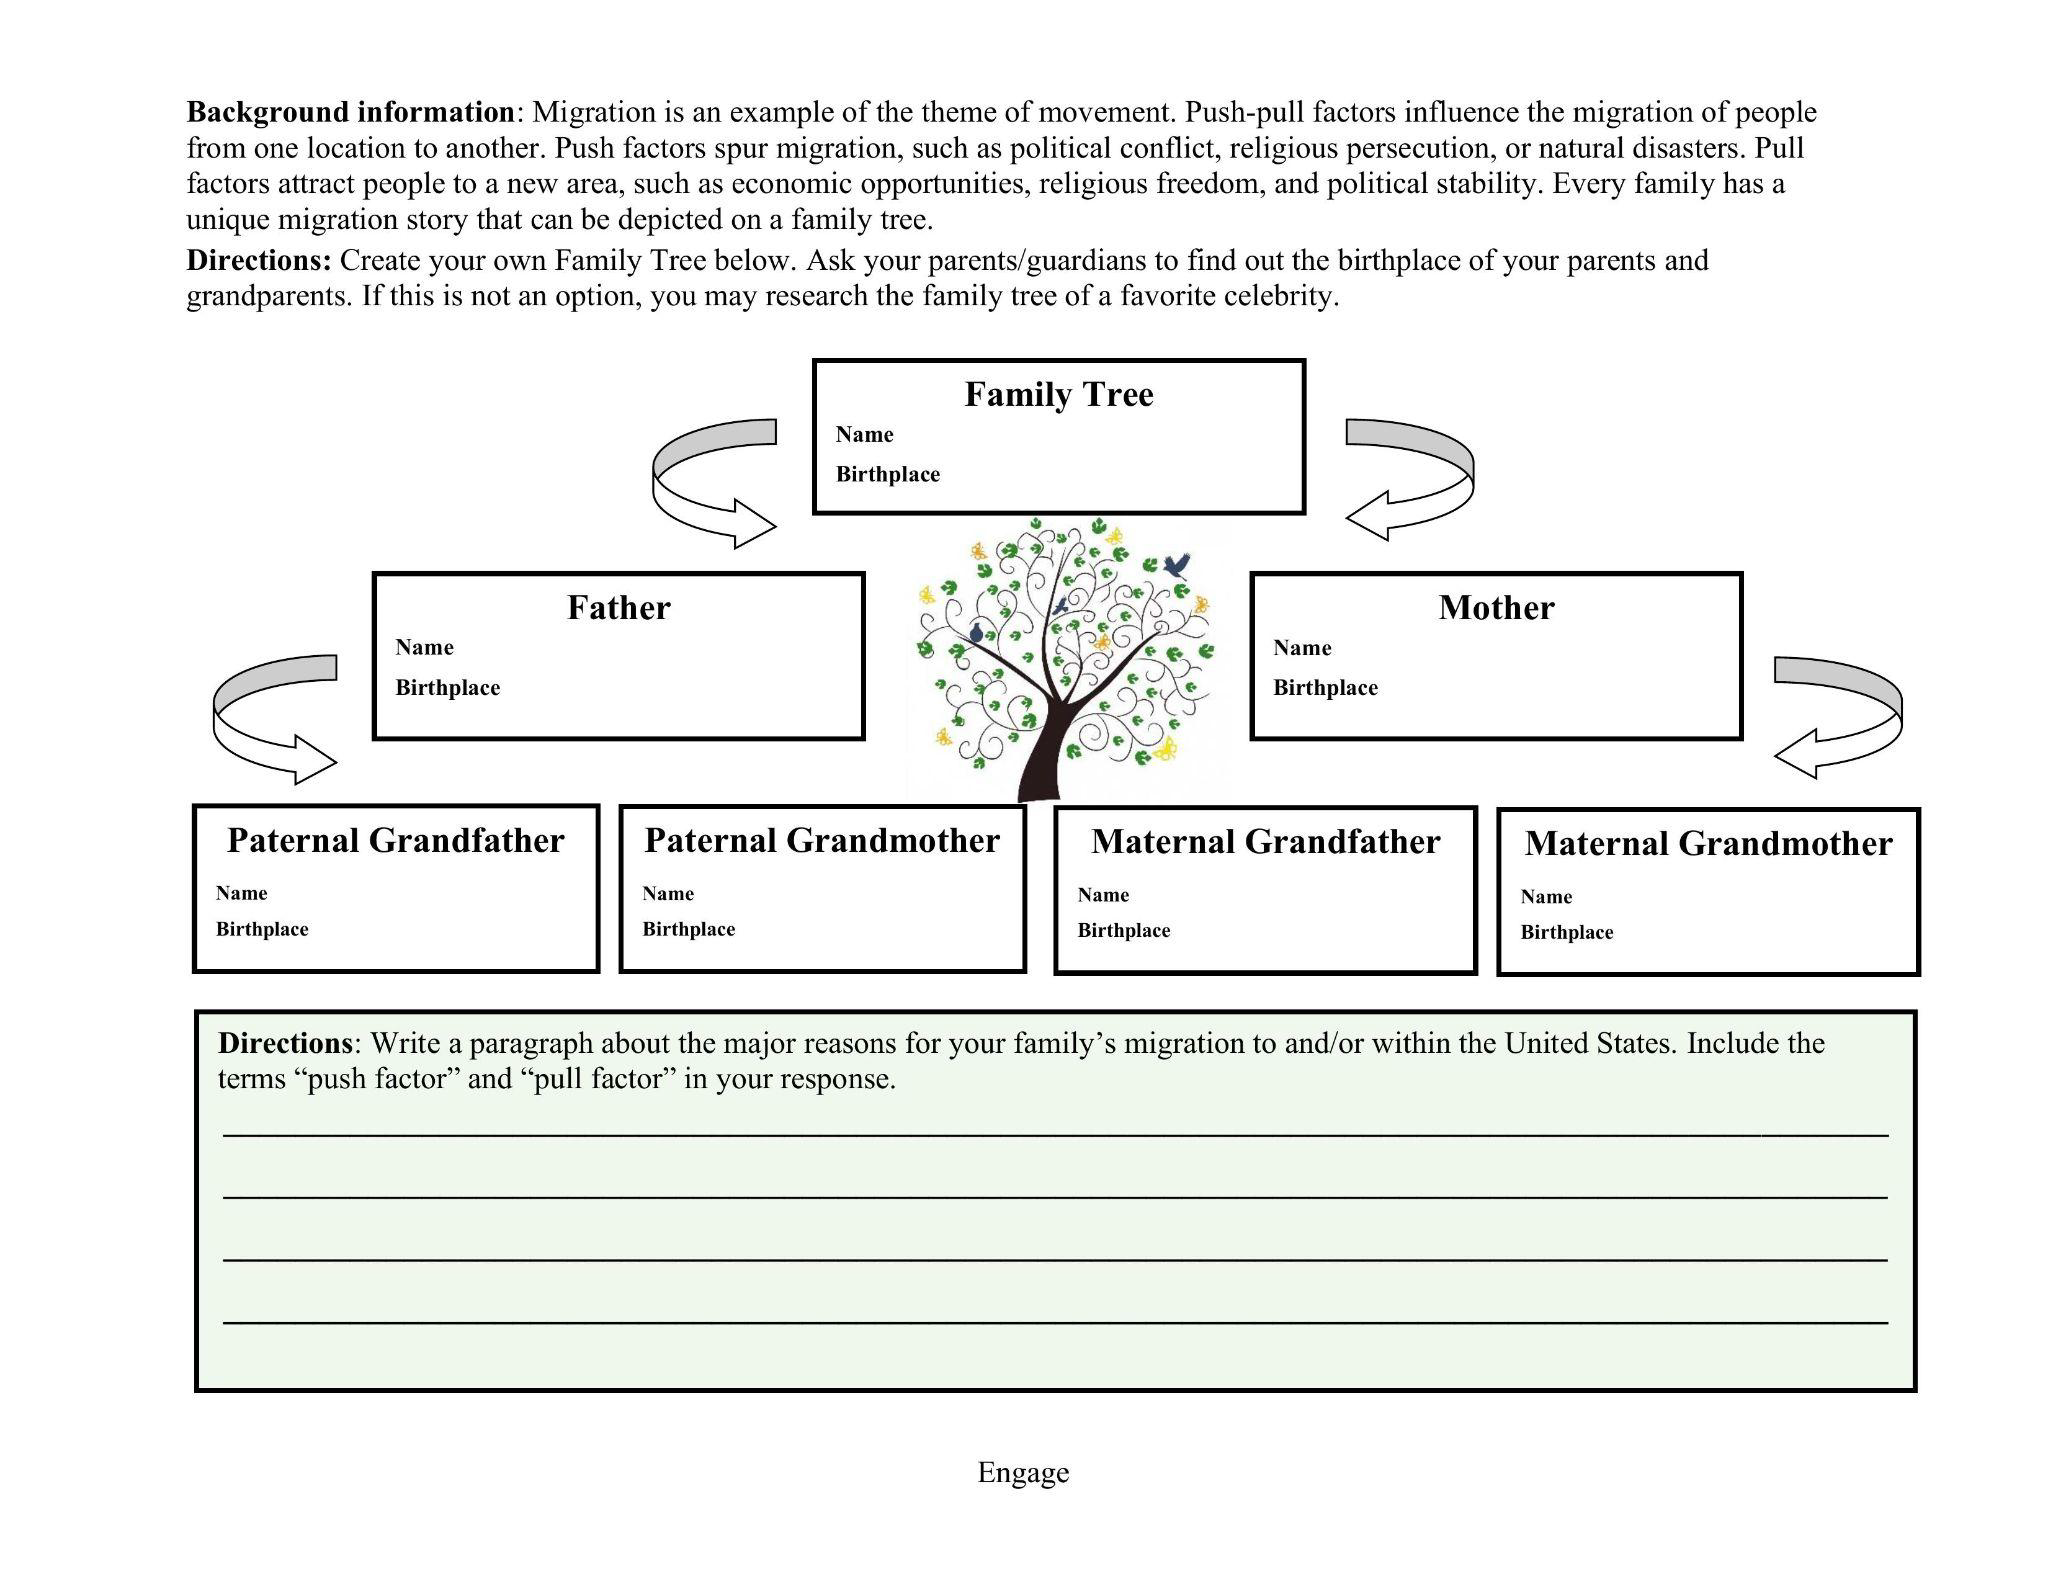 Background information: Migration is an example of the theme of movement. Push-pull factors influence the migration of people
from one location to another. Push factors spur migration, such as political conflict, religious persecution, or natural disasters. Pull
factors attract people to a new area, such as economic opportunities, religious freedom, and political stability. Every family has a
unique migration story that can be depicted on a family tree.
Directions: Create your own Family Tree below. Ask your parents/guardians to find out the birthplace of your parents and
grandparents. If this is not an option, you may research the family tree of a favorite celebrity.
Family Tree
Name
Birthplace
Father
Name
Birthplace
Mother
Name
Birthplace
Paternal Grandfather
Name
Birthplace
Paternal Grandmother
Name
Birthplace
Maternal Grandfather
Name
Birthplace
Maternal Grandmother
Name
Birthplace
Directions: Write a paragraph about the major reasons for your family’s migration to and/or within the United States. Include the
terms “push factor” and “pull factor” in your response.
Engage